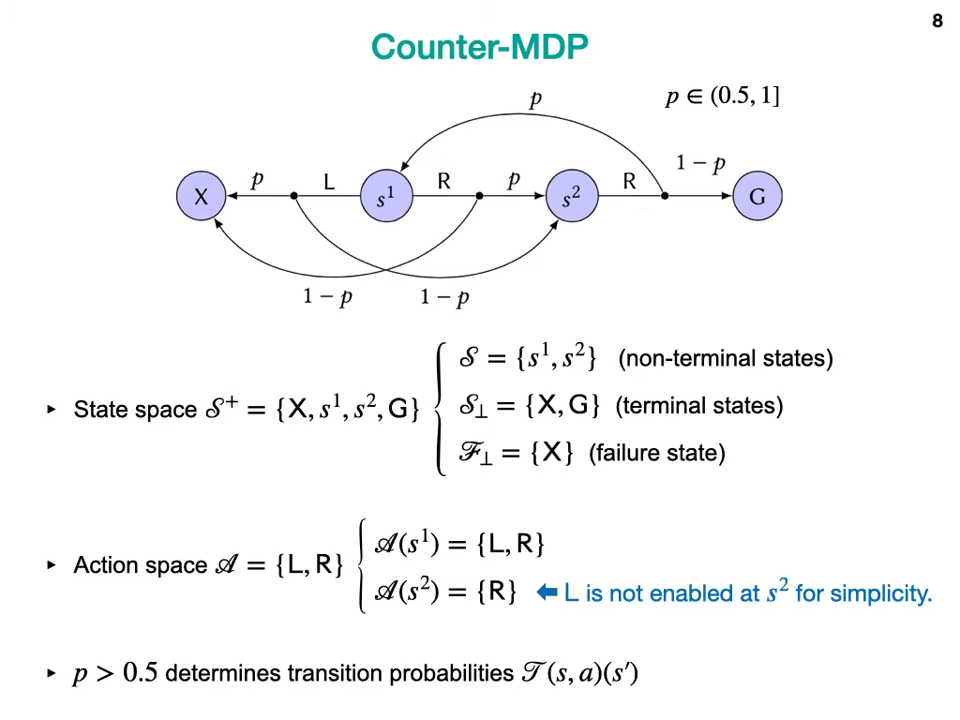 8
Counter-MDP
p p ∈ (0.5, 1]
1 − p
p L R p R
X s¹ s² G
1 − p 1 − p
𝒮 = {s¹, s²} (non-terminal states)
▸ State space 𝒮⁺ = {X, s¹, s², G} 𝒮⊥ = {X, G} (terminal states)
ℱ⊥ = {X} (failure state)
𝒜(s¹) = {L, R}
▸ Action space 𝒜 = {L, R}
𝒜(s²) = {R} ⬅ L is not enabled at s² for simplicity.
▸ p > 0.5 determines transition probabilities 𝒯(s, a)(s′)